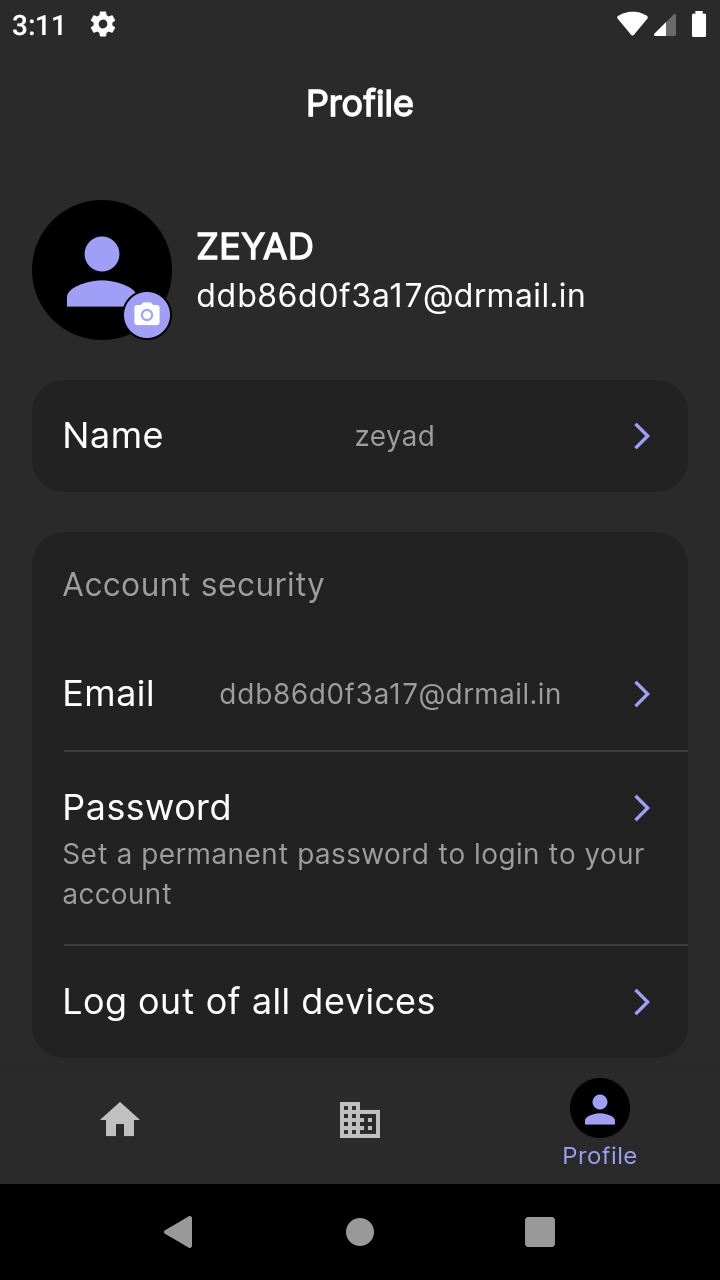 3:11
Profile
ZEYAD
ddb86d0f3a17@drmail.in
Name zeyad
Account security
Email ddb86d0f3a17@drmail.in
Password
Set a permanent password to login to your
account
Log out of all devices
Profile